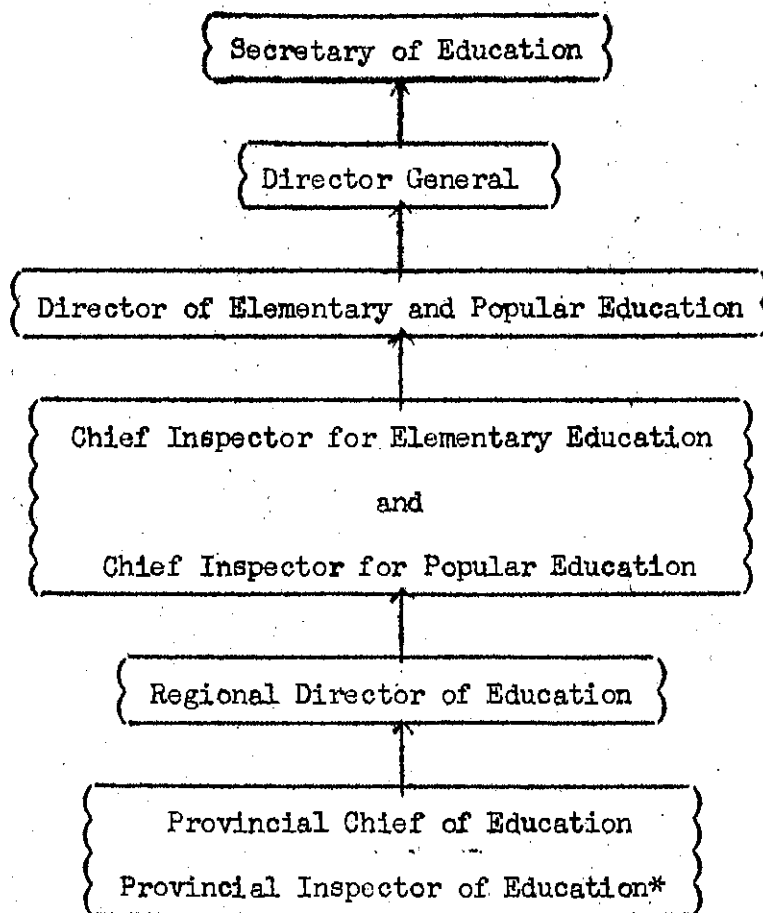 Secretary of Education
Director General
Director of Elementary and Popular Education
Chief Inspector for Elementary Education
and
Chief Inspector for Popular Education
Regional Director of Education
Provincial Chief of Education
Provincial Inspector of Education*